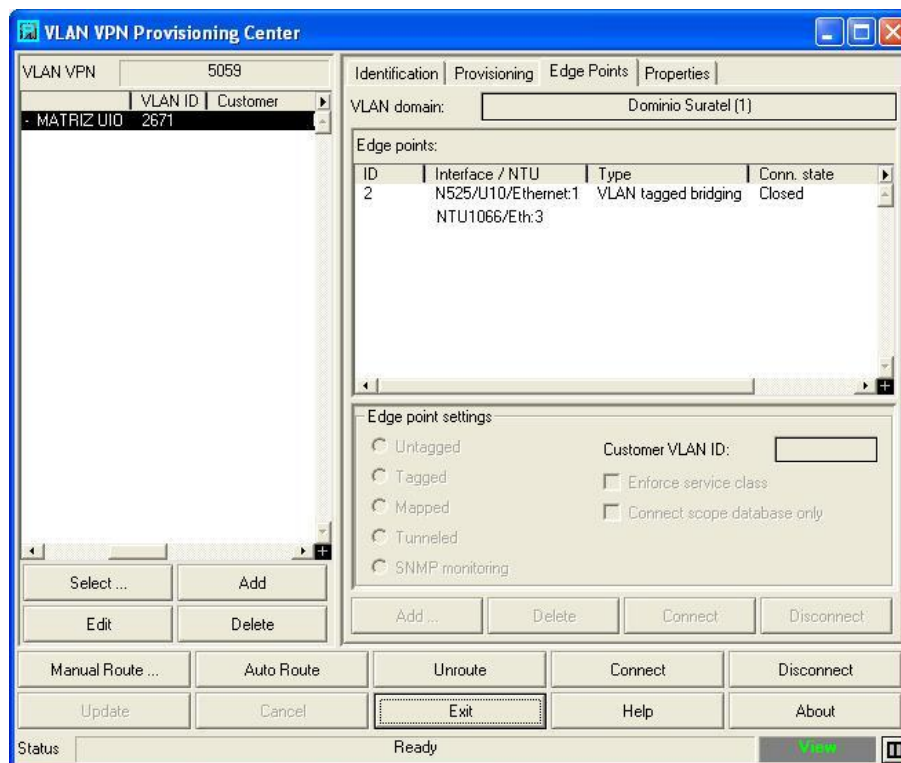 VLAN VPN Provisioning Center
VLAN VPN 5059
VLAN ID Customer
- MATRIZ UIO 2671
Select ... Add
Edit Delete
Identification Provisioning Edge Points Properties
VLAN domain: Dominio Suratel (1)
Edge points:
ID Interface / NTU Type Conn. state
2 N525/U10/Ethernet:1 VLAN tagged bridging Closed
NTU1066/Eth:3
Edge point settings
Untagged
Customer VLAN ID:
Tagged
Enforce service class
Mapped
Connect scope database only
Tunneled
SNMP monitoring
Add ... Delete Connect Disconnect
Manual Route ... Auto Route Unroute Connect Disconnect
Update Cancel Exit Help About
Status Ready View